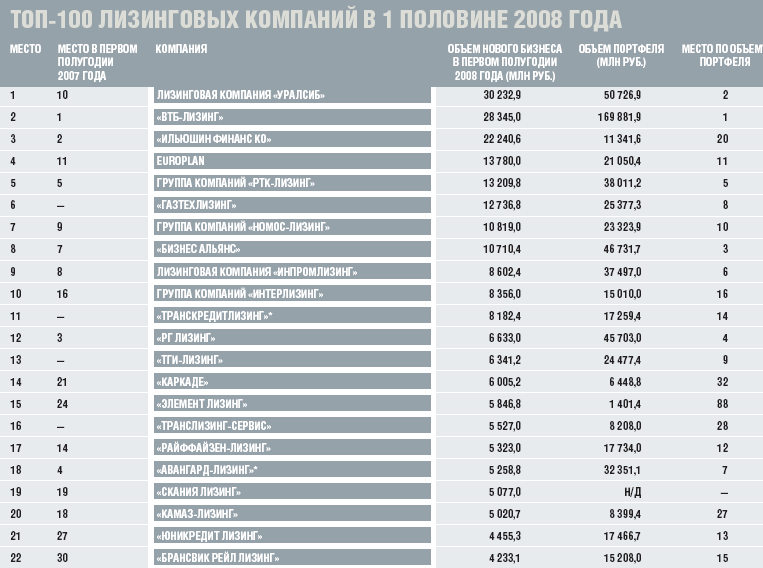 ТОП-100 ЛИЗИНГОВЫХ КОМПАНИЙ В 1 ПОЛОВИНЕ 2008 ГОДА
МЕСТО МЕСТО В ПЕРВОМ КОМПАНИЯ ОБЪЕМ НОВОГО БИЗНЕСА ОБЪЕМ ПОРТФЕЛЯ МЕСТО ПО ОБЪЕМУ
ПОЛУГОДИИ В ПЕРВОМ ПОЛУГОДИИ (МЛН РУБ.) ПОРТФЕЛЯ
2007 ГОДА 2008 ГОДА (МЛН РУБ.)
1 10 ЛИЗИНГОВАЯ КОМПАНИЯ «УРАЛСИБ» 30 232,9 50 726,9 2
2 1 «ВТБ-ЛИЗИНГ» 28 345,0 169 881,9 1
3 2 «ИЛЬЮШИН ФИНАНС КО» 22 240,6 11 341,6 20
4 11 EUROPLAN 13 780,0 21 050,4 11
5 5 ГРУППА КОМПАНИЙ «РТК-ЛИЗИНГ» 13 209,8 38 011,2 5
6 — «ГАЗТЕХЛИЗИНГ» 12 736,8 25 377,3 8
7 9 ГРУППА КОМПАНИЙ «НОМОС-ЛИЗИНГ» 10 819,0 23 323,9 10
8 7 «БИЗНЕС АЛЬЯНС» 10 710,4 46 731,7 3
9 8 ЛИЗИНГОВАЯ КОМПАНИЯ «ИНПРОМЛИЗИНГ» 8 602,4 37 497,0 6
10 16 ГРУППА КОМПАНИЙ «ИНТЕРЛИЗИНГ» 8 356,0 15 010,0 16
11 — «ТРАНСКРЕДИТЛИЗИНГ»* 8 182,4 17 259,4 14
12 3 «РГ ЛИЗИНГ» 6 633,0 45 703,0 4
13 — «ТГИ-ЛИЗИНГ» 6 341,2 24 477,4 9
14 21 «КАРКАДЕ» 6 005,2 6 448,8 32
15 24 «ЭЛЕМЕНТ ЛИЗИНГ» 5 846,8 1 401,4 88
16 — «ТРАНСЛИЗИНГ-СЕРВИС» 5 527,0 8 208,0 28
17 14 «РАЙФФАЙЗЕН-ЛИЗИНГ» 5 323,0 17 734,0 12
18 4 «АВАНГАРД-ЛИЗИНГ»* 5 258,8 32 351,1 7
19 19 «СКАНИЯ ЛИЗИНГ» 5 077,0 Н/Д —
20 18 «КАМАЗ-ЛИЗИНГ» 5 020,7 8 399,4 27
21 27 «ЮНИКРЕДИТ ЛИЗИНГ» 4 455,3 17 466,7 13
22 30 «БРАНСВИК РЕЙЛ ЛИЗИНГ» 4 233,1 15 208,0 15